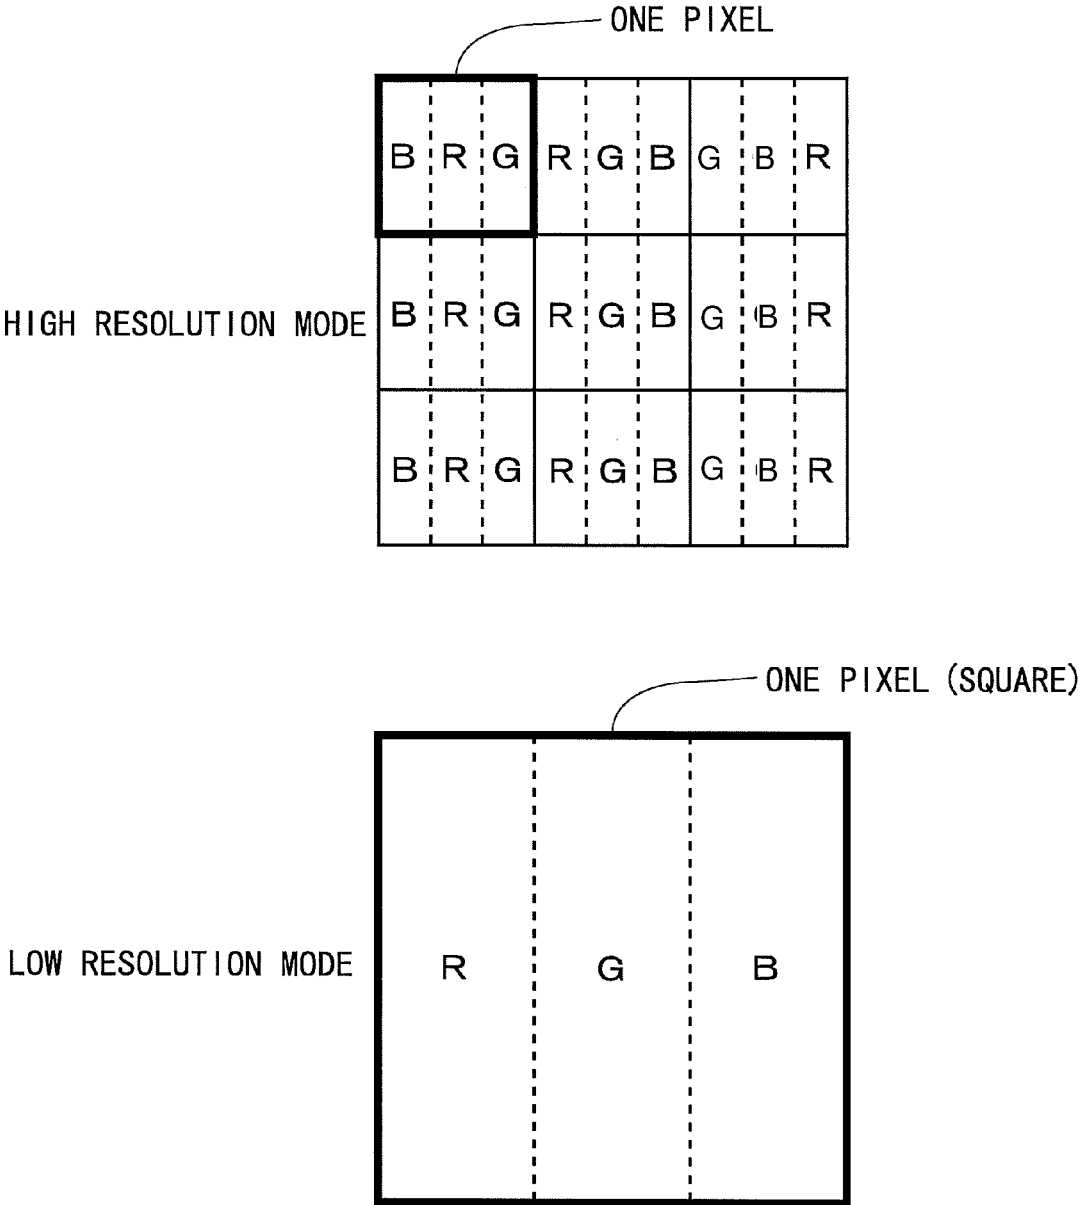 ONE PIXEL
B R G R G B G B R
HIGH RESOLUTION MODE
B R G R G B G B R
B R G R G B G B R
ONE PIXEL (SQUARE)
LOW RESOLUTION MODE
R G B